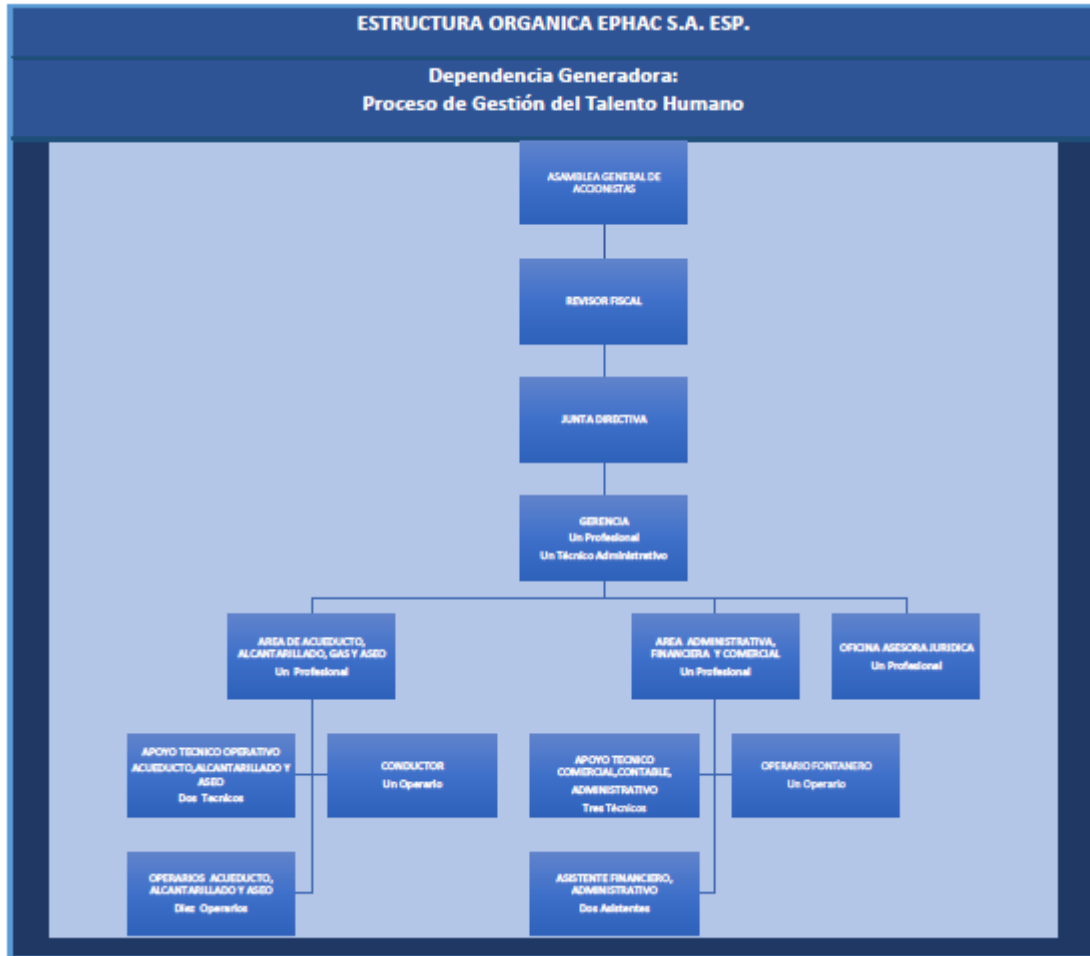 ESTRUCTURA ORGANICA EPHAC S.A. ESP.
Dependencia Generadora:
Proceso de Gestión del Talento Humano
ASAMBLEA GENERAL DE
ACCIONISTAS
REVISOR FISCAL
JUNTA DIRECTIVA
GERENCIA
Un Profesional
Un Técnico Administrativo
AREA DE ACUEDUCTO,
ALCANTARILLADO, GAS Y ASEO
Un Profesional
AREA ADMINISTRATIVA,
FINANCIERA Y COMERCIAL
Un Profesional
OFICINA ASESORA JURIDICA
Un Profesional
APOYO TECNICO OPERATIVO
ACUEDUCTO,ALCANTARILLADO Y
ASEO
Dos Tecnicos
CONDUCTOR
Un Operario
APOYO TECNICO
COMERCIAL,CONTABLE,
ADMINISTRATIVO
Tres Técnicos
OPERARIO FONTANERO
Un Operario
OPERARIOS ACUEDUCTO,
ALCANTARILLADO Y ASEO
Diez Operarios
ASISTENTE FINANCIERO,
ADMINISTRATIVO
Dos Asistentes